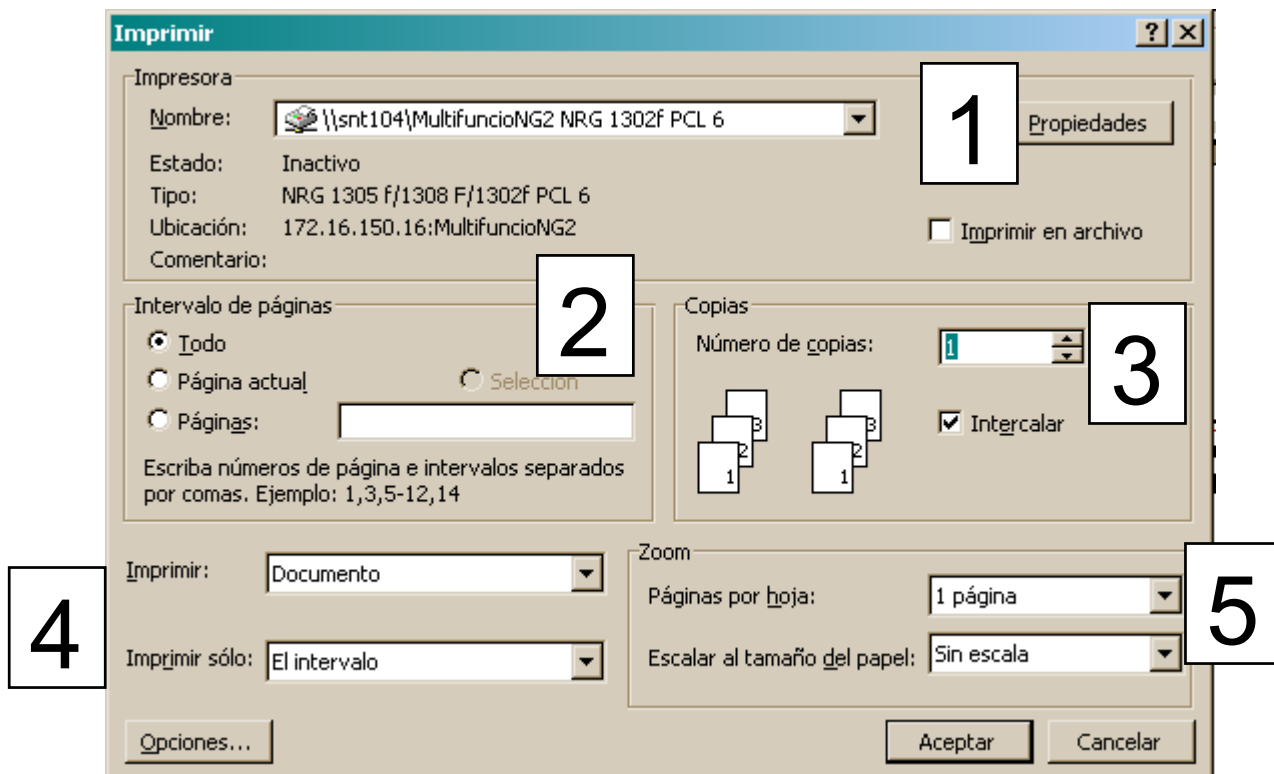 Imprimir
Impresora
1
Nombre: \\snt104\MultifuncioNG2 NRG 1302f PCL 6
Propiedades
Estado: Inactivo
Tipo: NRG 1305 f/1308 F/1302f PCL 6
Ubicación: 172.16.150.16:MultifuncioNG2
Imprimir en archivo
Comentario:
Intervalo de páginas
2
Todo
Página actual
Selección
Páginas:
Escriba números de página e intervalos separados
por comas. Ejemplo: 1,3,5-12,14
Copias
Número de copias: 1
3
3 3
2 2
1 1
Intercalar
4
Imprimir: Documento
Imprimir sólo: El intervalo
Zoom
5
Páginas por hoja: 1 página
Escalar al tamaño del papel: Sin escala
Opciones...
Aceptar
Cancelar